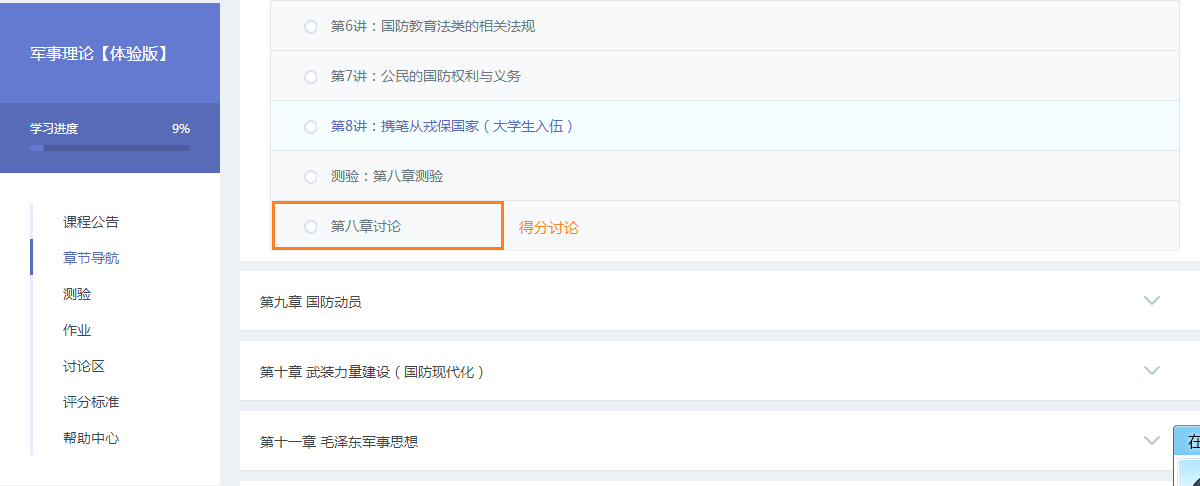 军事理论【体验版】
学习进度 9%
课程公告
章节导航
测验
作业
讨论区
评分标准
帮助中心
第6讲：国防教育法类的相关法规
第7讲：公民的国防权利与义务
第8讲：携笔从戎保国家（大学生入伍）
测验：第八章测验
第八章讨论 得分讨论
第九章 国防动员
第十章 武装力量建设（国防现代化）
第十一章 毛泽东军事思想
在